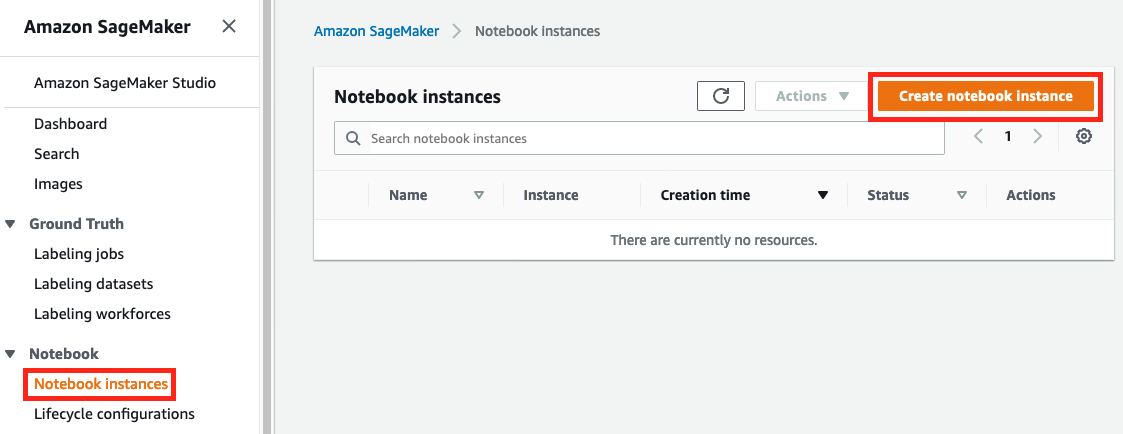 Amazon SageMaker
Amazon SageMaker Studio
Dashboard
Search
Images
Ground Truth
Labeling jobs
Labeling datasets
Labeling workforces
Notebook
Notebook instances
Lifecycle configurations
Amazon SageMaker > Notebook instances
Notebook instances
Actions
Create notebook instance
Search notebook instances
1
Name Instance Creation time Status Actions
There are currently no resources.